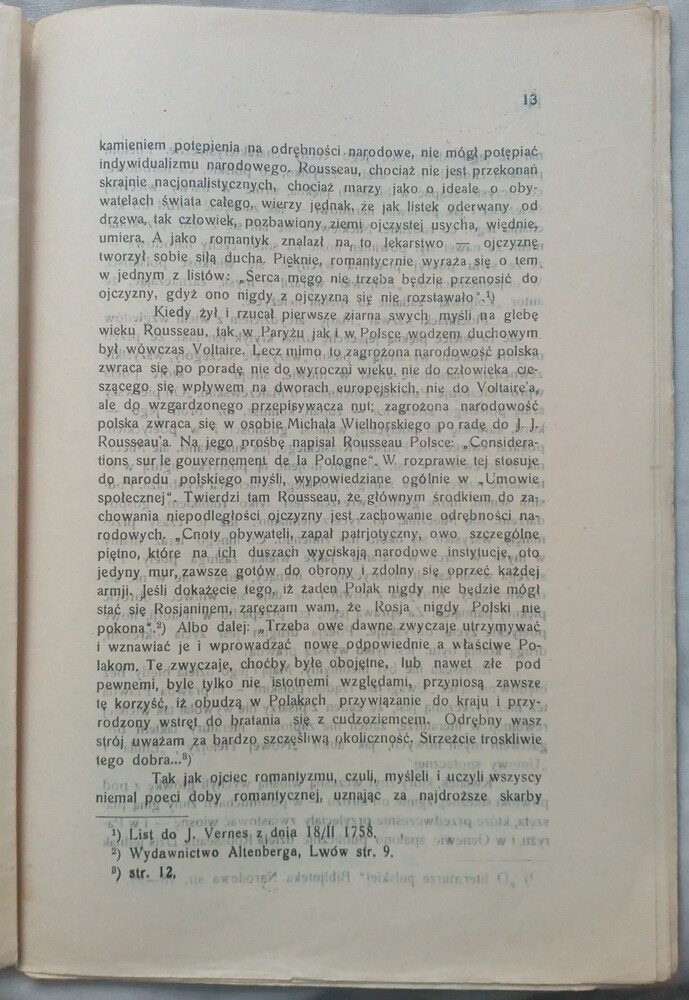 13
kamieniem potępienia na odrębności narodowe, nie mógł potępiać
indywidualizmu narodowego. Rousseau, chociaż nie jest przekonań
skrajnie nacjonalistycznych, chociaż marzy jako o ideale o oby-
watelach świata całego, wierzy jednak, że jak listek oderwany od
drzewa, tak człowiek, pozbawiony ziemi ojczystej usycha, więdnie,
umiera. A jako romantyk znalazł na to lekarstwo — ojczyznę
tworzył sobie siłą ducha. Pięknie, romantycznie wyraża się o tem
w jednym z listów: „Serca mego nie trzeba będzie przenosić do
ojczyzny, gdyż ono nigdy z ojczyzną się nie rozstawało".¹)
Kiedy żył i rzucał pierwsze ziarna swych myśli na glebę
wieku Rousseau, tak w Paryżu jak i w Polsce wodzem duchowym
był wówczas Voltaire. Lecz mimo to zagrożona narodowość polska
zwraca się po poradę nie do wyroczni wieku, nie do człowieka cie-
szącego się wpływem na dworach europejskich, nie do Voltaire'a,
ale do wzgardzonego przepisywacza nut; zagrożona narodowość
polska zwraca się w osobie Michała Wielhorskiego po radę do J. J.
Rousseau'a. Na jego prośbę napisał Rousseau Polsce: „Considera-
tions sur le gouvernement de la Pologne". W rozprawie tej stosuje
do narodu polskiego myśli, wypowiedziane ogólnie w „Umowie
społecznej". Twierdzi tam Rousseau, że głównym środkiem do za-
chowania niepodległości ojczyzny jest zachowanie odrębności na-
rodowych. „Cnoty obywateli, zapał patrjotyczny, owo szczególne
piętno, które na ich duszach wyciskają narodowe instytucje, oto
jedyny mur, zawsze gotów do obrony i zdolny się oprzeć każdej
armji. Jeśli dokażecie tego, iż żaden Polak nigdy nie będzie mógł
stać się Rosjaninem, zaręczam wam, że Rosja nigdy Polski nie
pokona".²) Albo dalej: „Trzeba owe dawne zwyczaje utrzymywać
i wznawiać je i wprowadzać nowe odpowiednie a właściwe Po-
lakom. Te zwyczaje, choćby były obojętne, lub nawet złe pod
pewnemi, byle tylko nie istotnemi względami, przyniosą zawsze
tę korzyść, iż obudzą w Polakach przywiązanie do kraju i przy-
rodzony wstręt do bratania się z cudzoziemcem. Odrębny wasz
strój uważam za bardzo szczęśliwą okoliczność. Strzeżcie troskliwie
tego dobra...³)
Tak jak ojciec romantyzmu, czuli, myśleli i uczyli wszyscy
niemal poeci doby romantycznej, uznając za najdroższe skarby
¹) List do J. Vernes z dnia 18/II 1758.
²) Wydawnictwo Altenberga, Lwów str. 9.
³) str. 12.